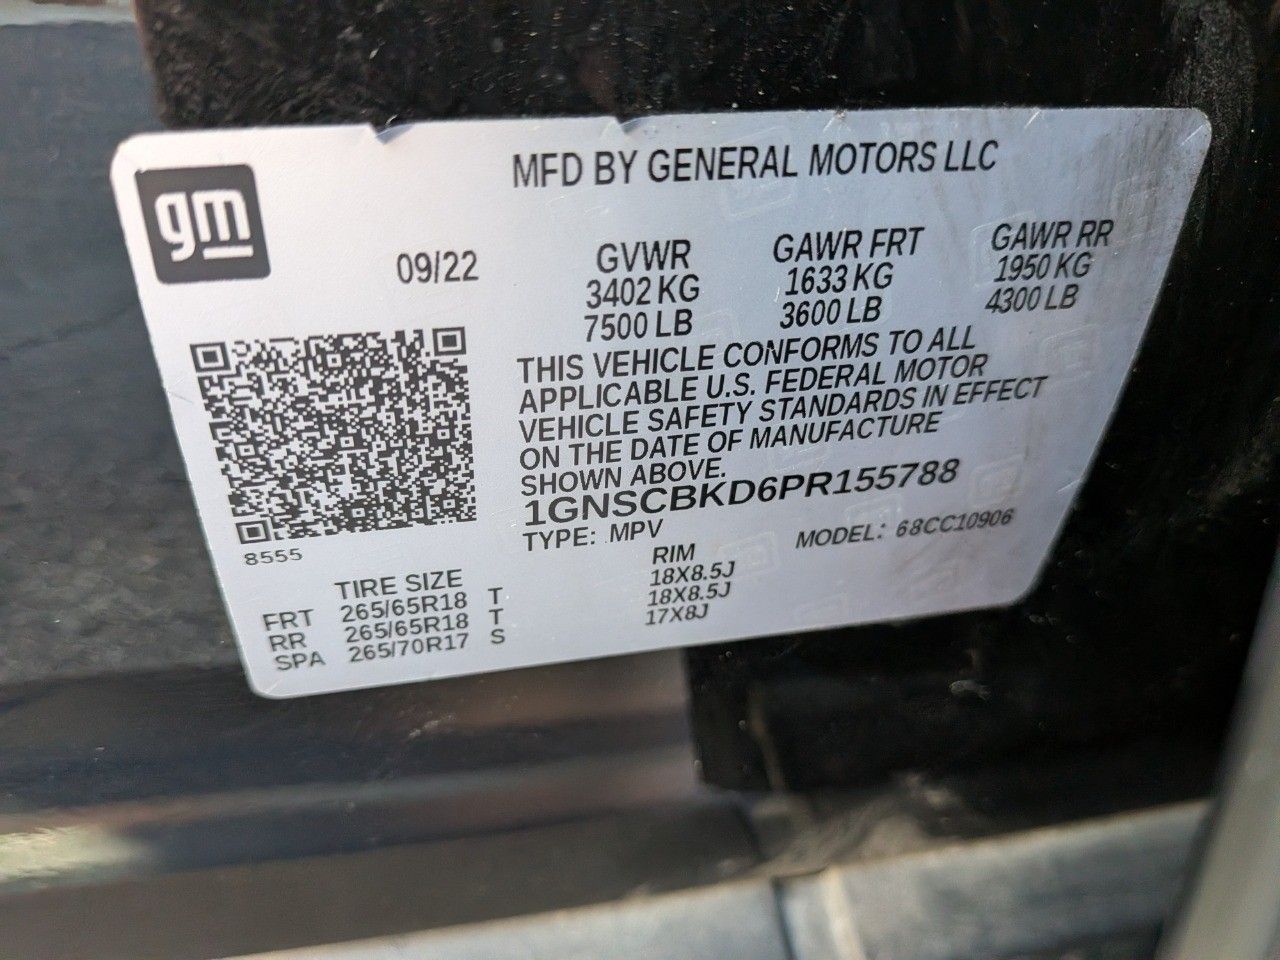 gm
MFD BY GENERAL MOTORS LLC
09/22
GVWR GAWR FRT GAWR RR
3402 KG 1633 KG 1950 KG
7500 LB 3600 LB 4300 LB
THIS VEHICLE CONFORMS TO ALL
APPLICABLE U.S. FEDERAL MOTOR
VEHICLE SAFETY STANDARDS IN EFFECT
ON THE DATE OF MANUFACTURE
SHOWN ABOVE.
1GNSCBKD6PR155788
TYPE: MPV MODEL: 68CC10906
8555
TIRE SIZE RIM
FRT 265/65R18 T 18X8.5J
RR 265/65R18 T 18X8.5J
SPA 265/70R17 S 17X8J